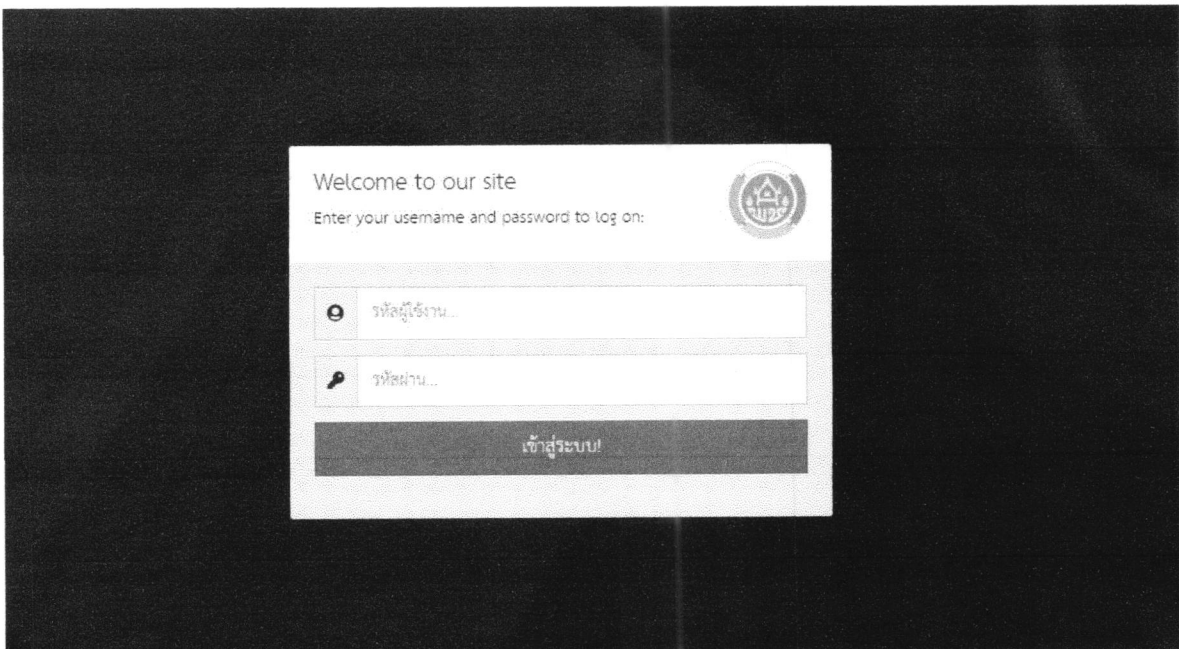 Welcome to our site
Enter your username and password to log on:
รหัสผู้ใช้งาน...
รหัสผ่าน...
เข้าสู่ระบบ!